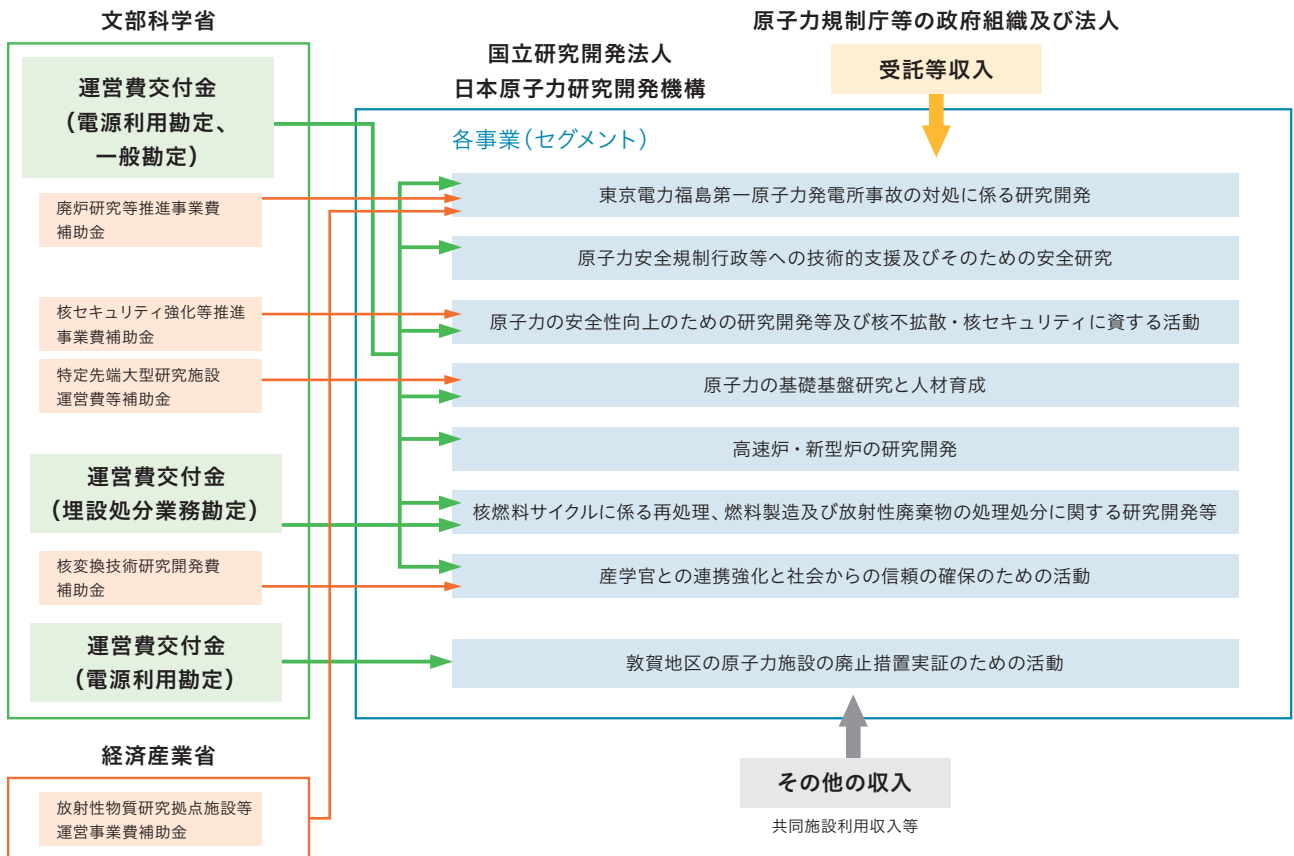 文部科学省
運営費交付金
（電源利用勘定、
一般勘定）
廃炉研究等推進事業費
補助金
核セキュリティ強化等推進
事業費補助金
特定先端大型研究施設
運営費等補助金
運営費交付金
（埋設処分業務勘定）
核変換技術研究開発費
補助金
運営費交付金
（電源利用勘定）
経済産業省
放射性物質研究拠点施設等
運営事業費補助金
国立研究開発法人
日本原子力研究開発機構
原子力規制庁等の政府組織及び法人
受託等収入
各事業（セグメント）
東京電力福島第一原子力発電所事故の対処に係る研究開発
原子力安全規制行政等への技術的支援及びそのための安全研究
原子力の安全性向上のための研究開発等及び核不拡散・核セキュリティに資する活動
原子力の基礎基盤研究と人材育成
高速炉・新型炉の研究開発
核燃料サイクルに係る再処理、燃料製造及び放射性廃棄物の処理処分に関する研究開発等
産学官との連携強化と社会からの信頼の確保のための活動
敦賀地区の原子力施設の廃止措置実証のための活動
その他の収入
共同施設利用収入等